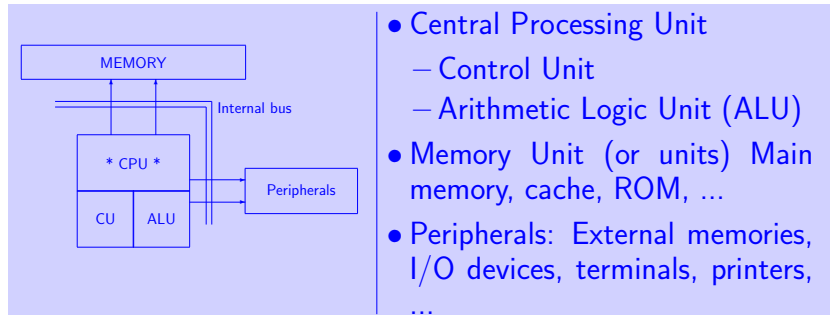 MEMORY
Internal bus
* CPU *
CU
ALU
Peripherals
• Central Processing Unit
– Control Unit
– Arithmetic Logic Unit (ALU)
• Memory Unit (or units) Main
memory, cache, ROM, ...
• Peripherals: External memories,
I/O devices, terminals, printers,
...